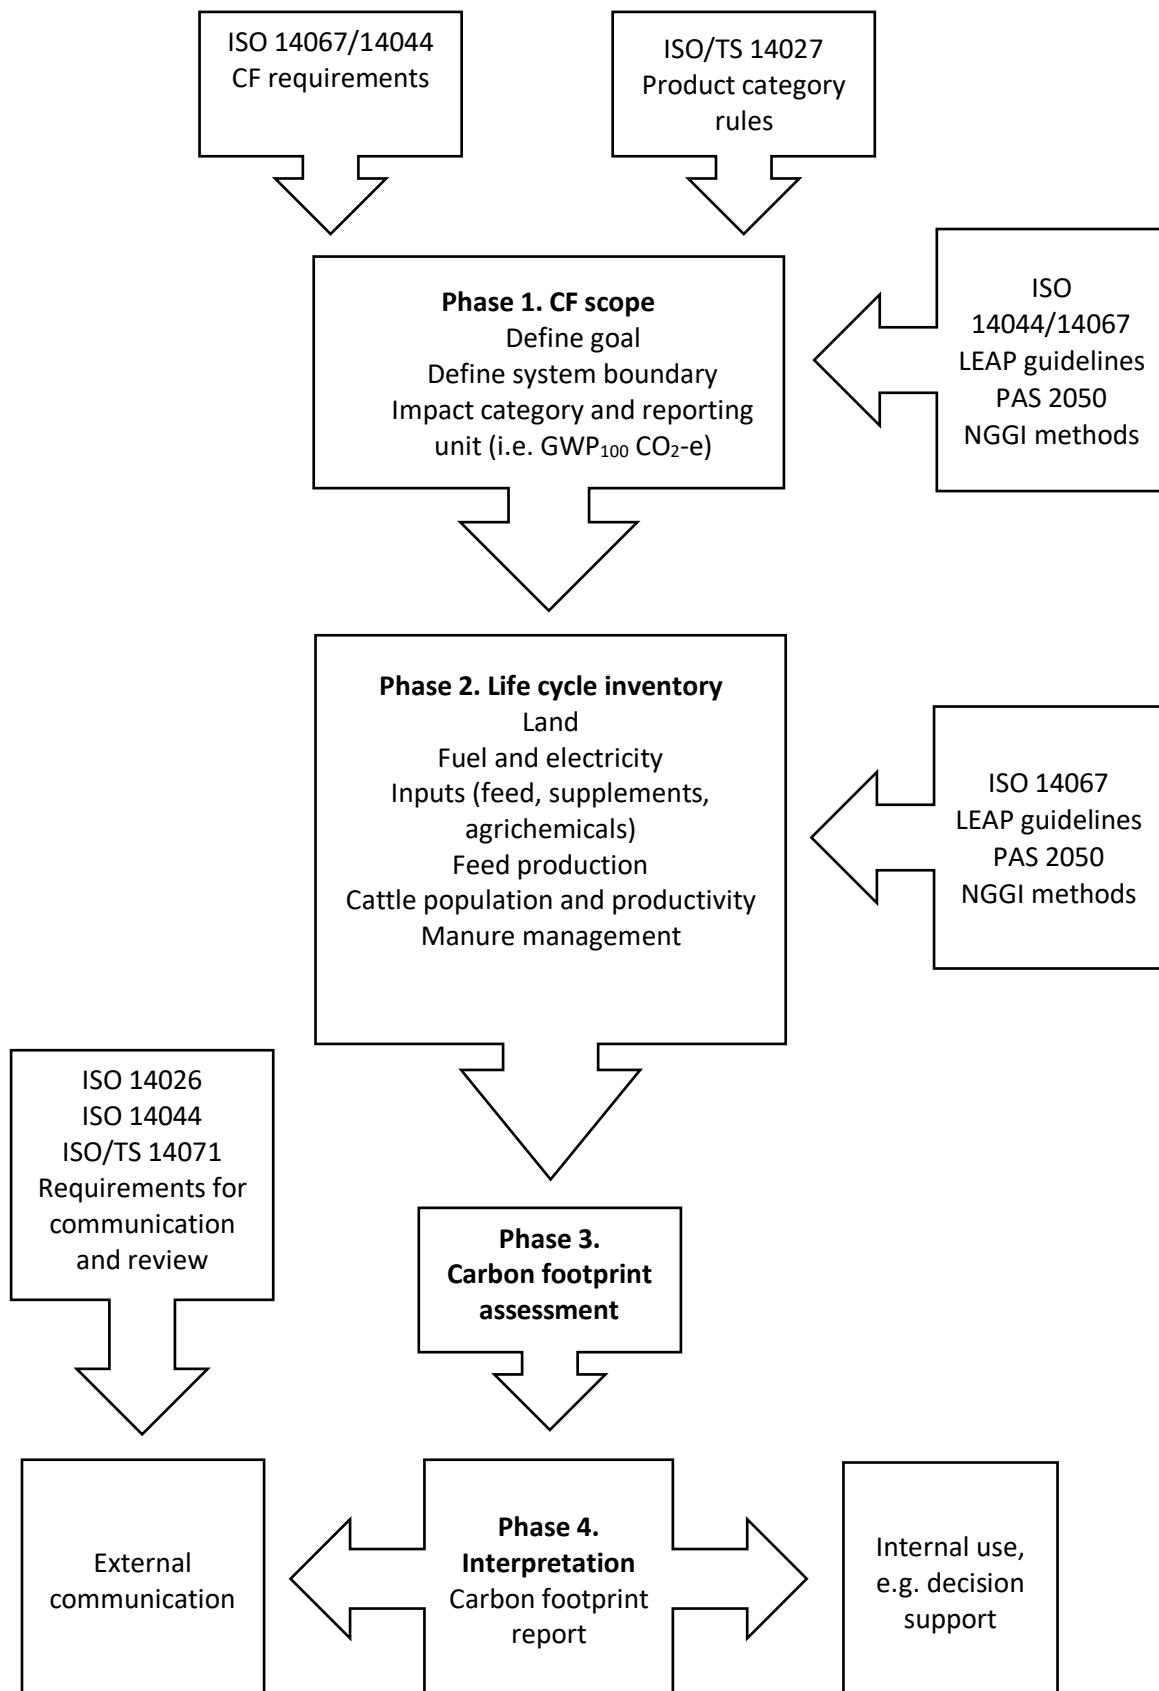 ISO 14067/14044
CF requirements
ISO/TS 14027
Product category
rules
Phase 1. CF scope
Define goal
Define system boundary
Impact category and reporting
unit (i.e. GWP₁₀₀ CO₂-e)
ISO
14044/14067
LEAP guidelines
PAS 2050
NGGI methods
Phase 2. Life cycle inventory
Land
Fuel and electricity
Inputs (feed, supplements,
agrichemicals)
Feed production
Cattle population and productivity
Manure management
ISO 14067
LEAP guidelines
PAS 2050
NGGI methods
ISO 14026
ISO 14044
ISO/TS 14071
Requirements for
communication
and review
Phase 3.
Carbon footprint
assessment
External
communication
Phase 4.
Interpretation
Carbon footprint
report
Internal use,
e.g. decision
support